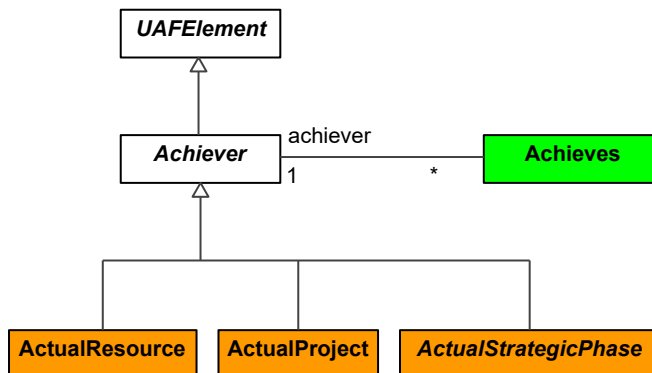 UAFElement
achiever
Achiever
Achieves
1
*
ActualResource
ActualProject
ActualStrategicPhase